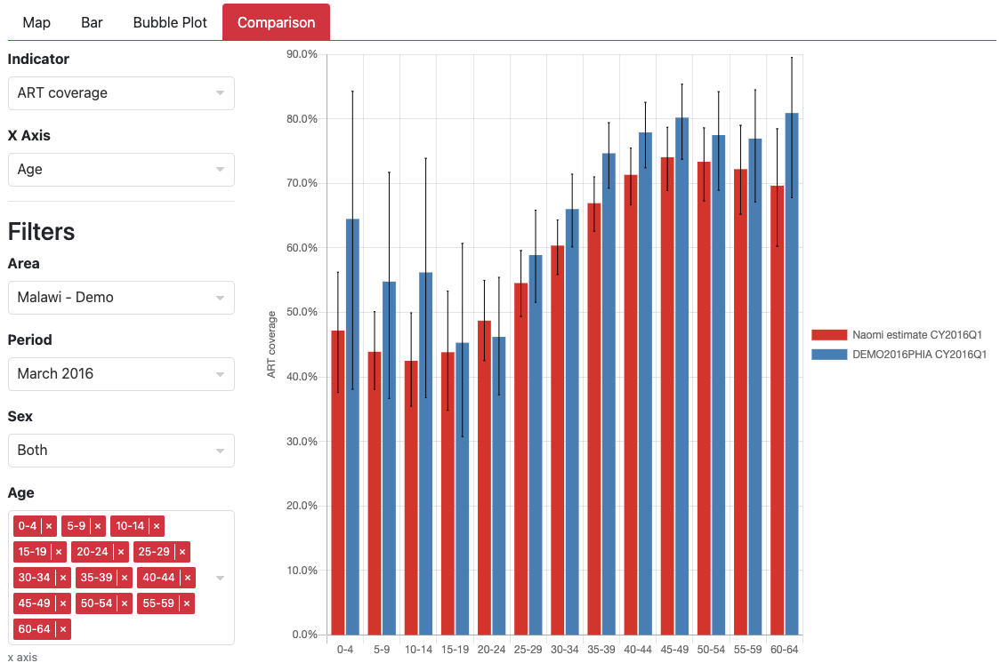 Map Bar Bubble Plot Comparison
Indicator
ART coverage
X Axis
Age
Filters
Area
Malawi - Demo
Period
March 2016
Sex
Both
Age
0-4 × 5-9 × 10-14 ×
15-19 × 20-24 × 25-29 ×
30-34 × 35-39 × 40-44 ×
45-49 × 50-54 × 55-59 ×
60-64 ×
x axis
90.0%
80.0%
70.0%
60.0%
50.0%
40.0%
30.0%
20.0%
10.0%
0.0%
ART coverage
0-4 5-9 10-14 15-19 20-24 25-29 30-34 35-39 40-44 45-49 50-54 55-59 60-64
Naomi estimate CY2016Q1
DEMO2016PHIA CY2016Q1